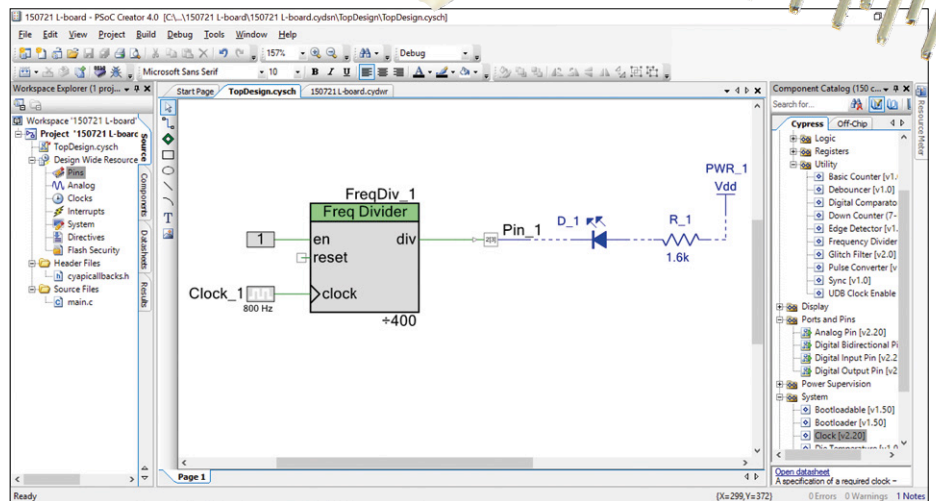 150721 L-board - PSoC Creator 4.0 [C:\...\150721 L-board\150721 L-board.cydsn\TopDesign\TopDesign.cysch]
File Edit View Project Build Debug Tools Window Help
157% Debug
Microsoft Sans Serif 10 B I U
Workspace Explorer (1 proj...
Workspace '150721 L-board'
Project '150721 L-boarc
TopDesign.cysch
Design Wide Resource
Pins
Analog
Clocks
Interrupts
System
Directives
Flash Security
Header Files
cyapicallbacks.h
Source Files
main.c
Source
Components
Datasheets
Results
Start Page TopDesign.cysch 150721 L-board.cydwr
FreqDiv_1
Freq Divider
1 en div
reset
Clock_1 clock
800 Hz
÷400
Pin_1
D_1
R_1
1.6k
PWR_1
Vdd
Page 1
Component Catalog (150 c...
Search for...
Cypress Off-Chip
Logic
Registers
Utility
Basic Counter [v1.
Debouncer [v1.0]
Digital Comparato
Down Counter (7-
Edge Detector [v1.
Frequency Divider
Glitch Filter [v2.0]
Pulse Converter [v
Sync [v1.0]
UDB Clock Enable
Display
Ports and Pins
Analog Pin [v2.20]
Digital Bidirectional Pi
Digital Input Pin [v2.2
Digital Output Pin [v2
Power Supervision
System
Bootloadable [v1.50]
Bootloader [v1.50]
Clock [v2.20]
Die Temperature [v1.0
Open datasheet
A specification of a required clock –
Resource Meter
Ready {X=299,Y=372} 0 Errors 0 Warnings 1 Notes